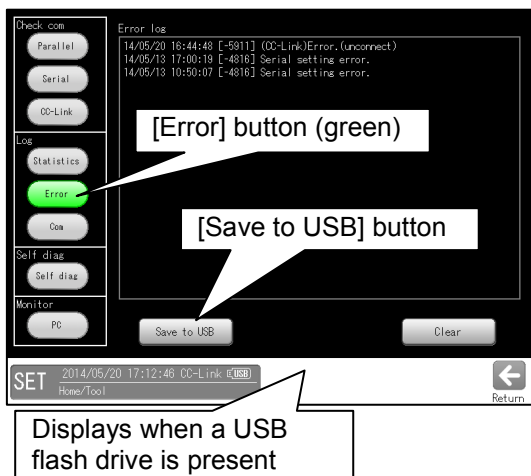 Check com
Parallel
Serial
CC-Link
Log
Statistics
Error
Com
Self diag
Self diag
Monitor
PC
Error log
14/05/20 16:44:48 [-5911] (CC-Link)Error.(unconnect)
14/05/13 17:00:19 [-4816] Serial setting error.
14/05/13 10:50:07 [-4816] Serial setting error.
[Error] button (green)
[Save to USB] button
Save to USB
Clear
SET
2014/05/20 17:12:46 CC-Link USB
Home/Tool
Return
Displays when a USB
flash drive is present